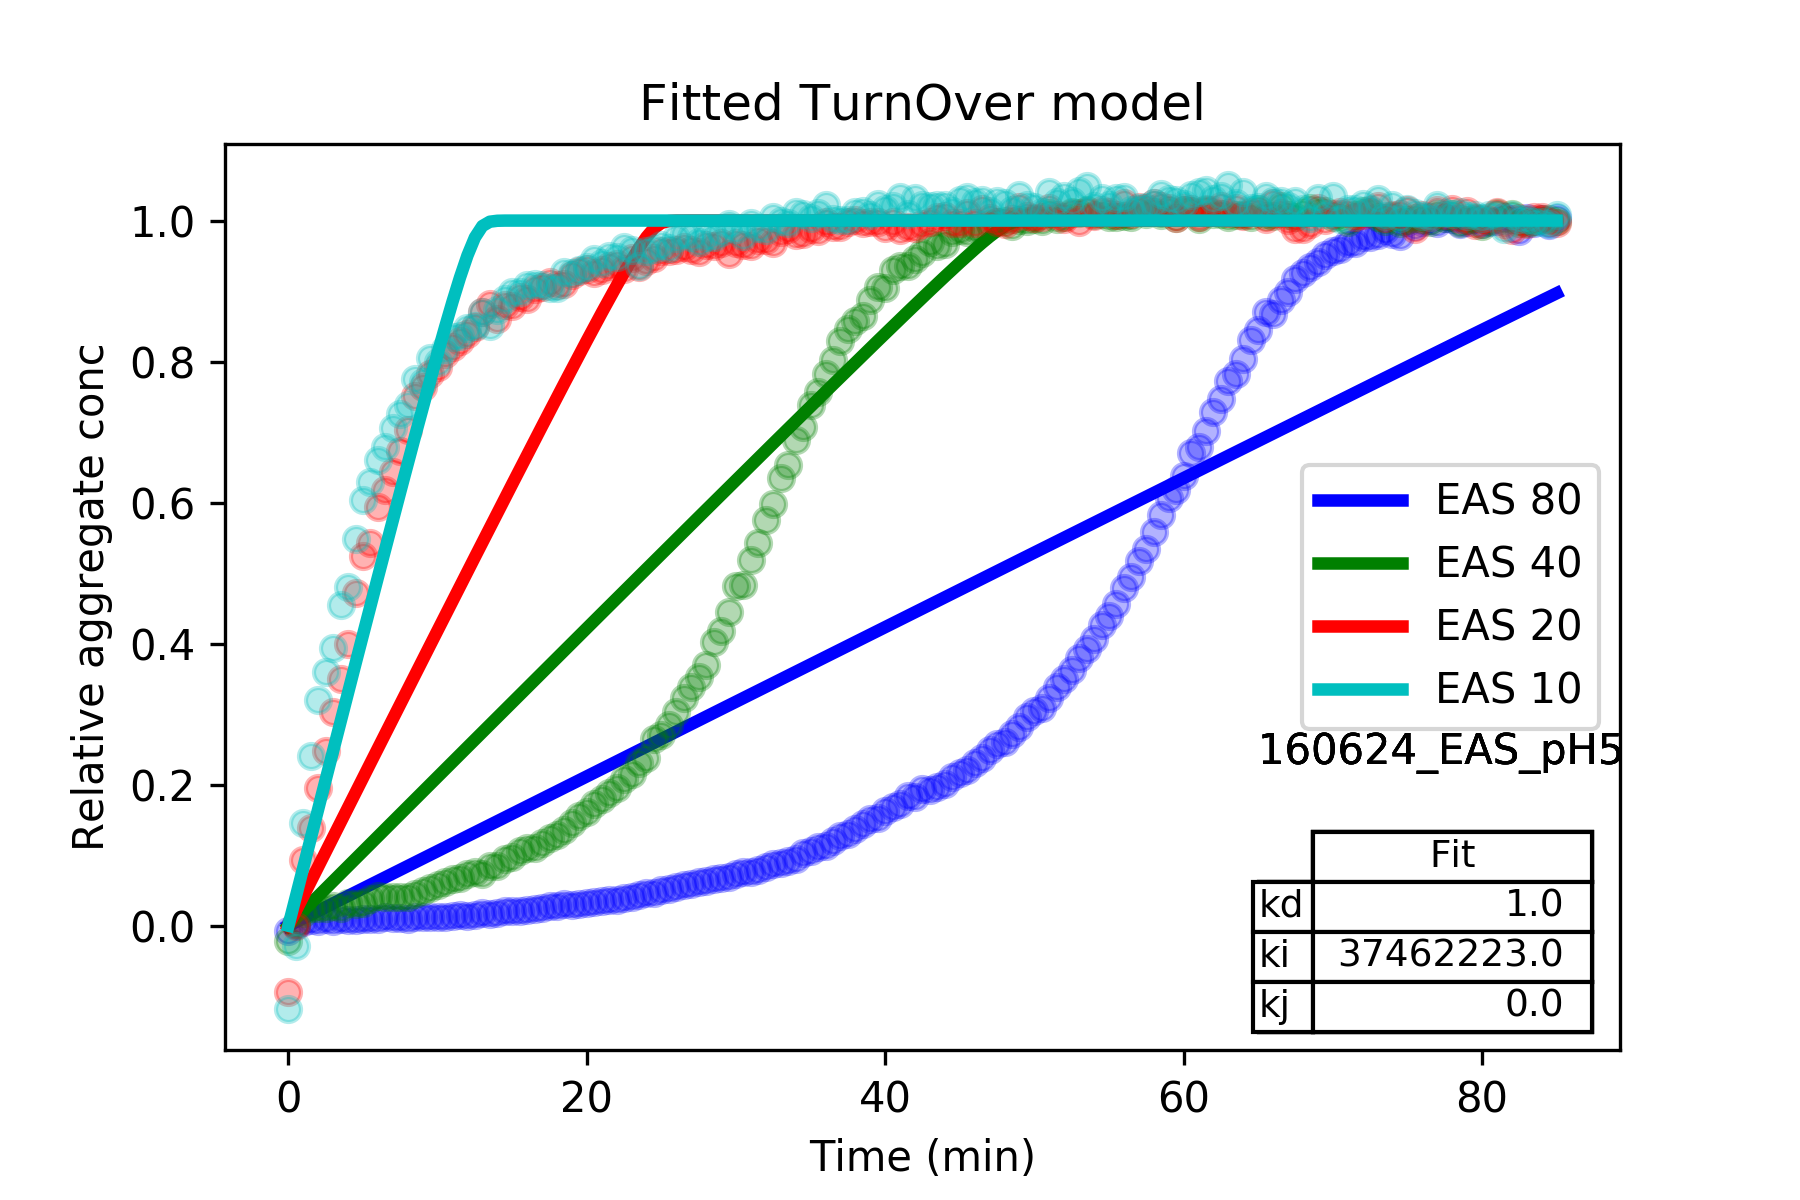 Fitted TurnOver model
Relative aggregate conc
1.0
0.8
0.6
0.4
0.2
0.0
EAS 80
EAS 40
EAS 20
EAS 10
160624_EAS_pH5
Fit
kd 1.0
ki 37462223.0
kj 0.0
0 20 40 60 80
Time (min)